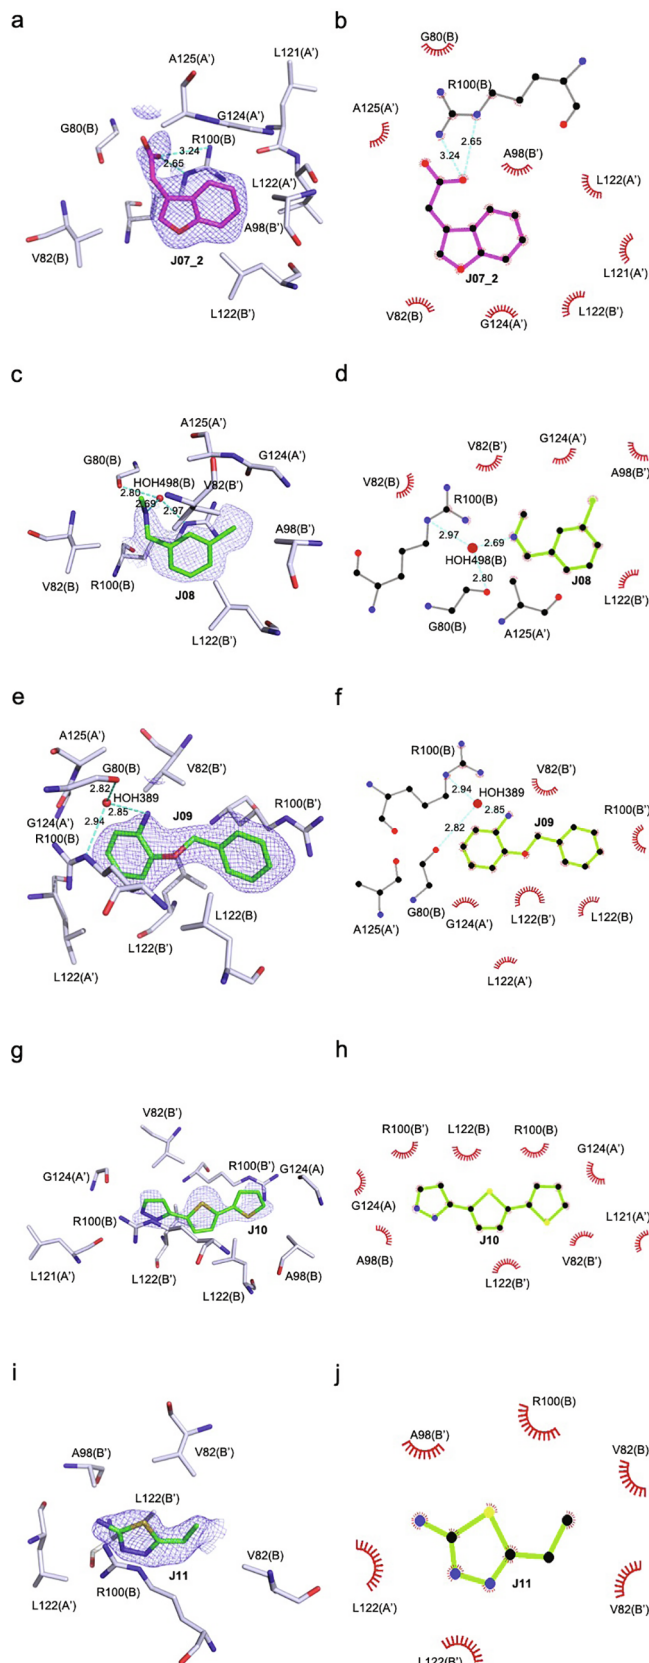 a
A125(A')
L121(A')
G80(B)
G124(A')
R100(B)
3.24
2.65
L122(A')
A98(B')
V82(B)
J07_2
L122(B')
b
G80(B)
R100(B)
A125(A')
2.65
3.24
A98(B')
L122(A')
L121(A')
J07_2
V82(B)
G124(A')
L122(B')
c
A125(A')
G80(B)
G124(A')
HOH498(B)
2.80
V82(B')
2.69
2.97
A98(B')
V82(B)
R100(B)
J08
L122(B')
d
G124(A')
V82(B')
A98(B')
V82(B)
R100(B)
2.97
2.69
HOH498(B)
J08
2.80
L122(B')
G80(B)
A125(A')
e
A125(A')
G80(B)
V82(B')
2.82
HOH389
2.85
J09
R100(B')
G124(A')
2.94
R100(B)
L122(B)
L122(B')
L122(A')
f
R100(B)
V82(B')
2.94
HOH389
2.85
R100(B')
2.82
J09
G80(B)
A125(A')
G124(A')
L122(B')
L122(B)
L122(A')
g
V82(B')
R100(B')
G124(A')
G124(A)
R100(B)
J10
L121(A')
L122(B')
A98(B)
L122(B)
h
R100(B')
L122(B)
R100(B)
G124(A')
G124(A)
L121(A')
A98(B)
J10
V82(B')
L122(B')
i
V82(B')
A98(B')
L122(B')
J11
V82(B)
R100(B)
L122(A')
j
R100(B)
A98(B')
V82(B)
J11
L122(A')
V82(B')
L122(B')